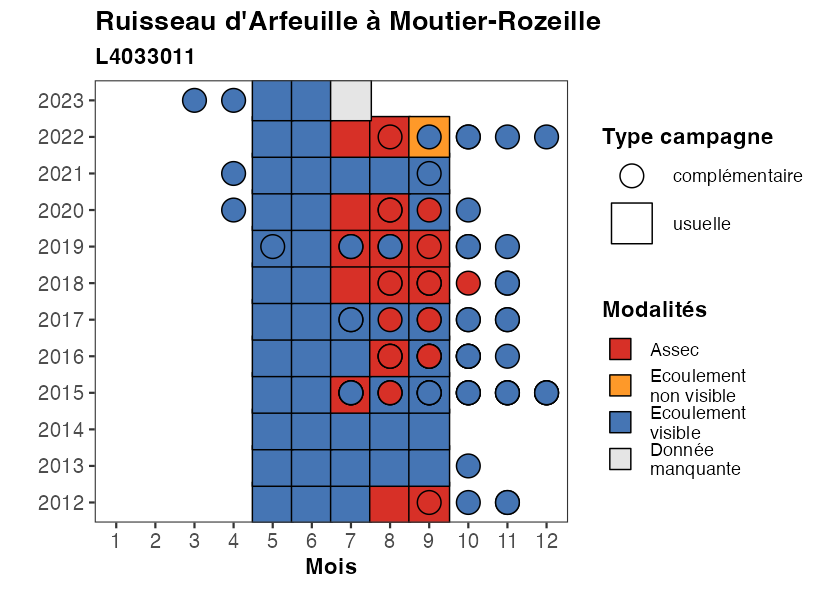 Ruisseau d'Arfeuille à Moutier-Rozeille
L4033011
2023
2022
2021
2020
2019
2018
2017
2016
2015
2014
2013
2012
1 2 3 4 5 6 7 8 9 10 11 12
Mois
Type campagne
complémentaire
usuelle
Modalités
Assec
Ecoulement
non visible
Ecoulement
visible
Donnée
manquante